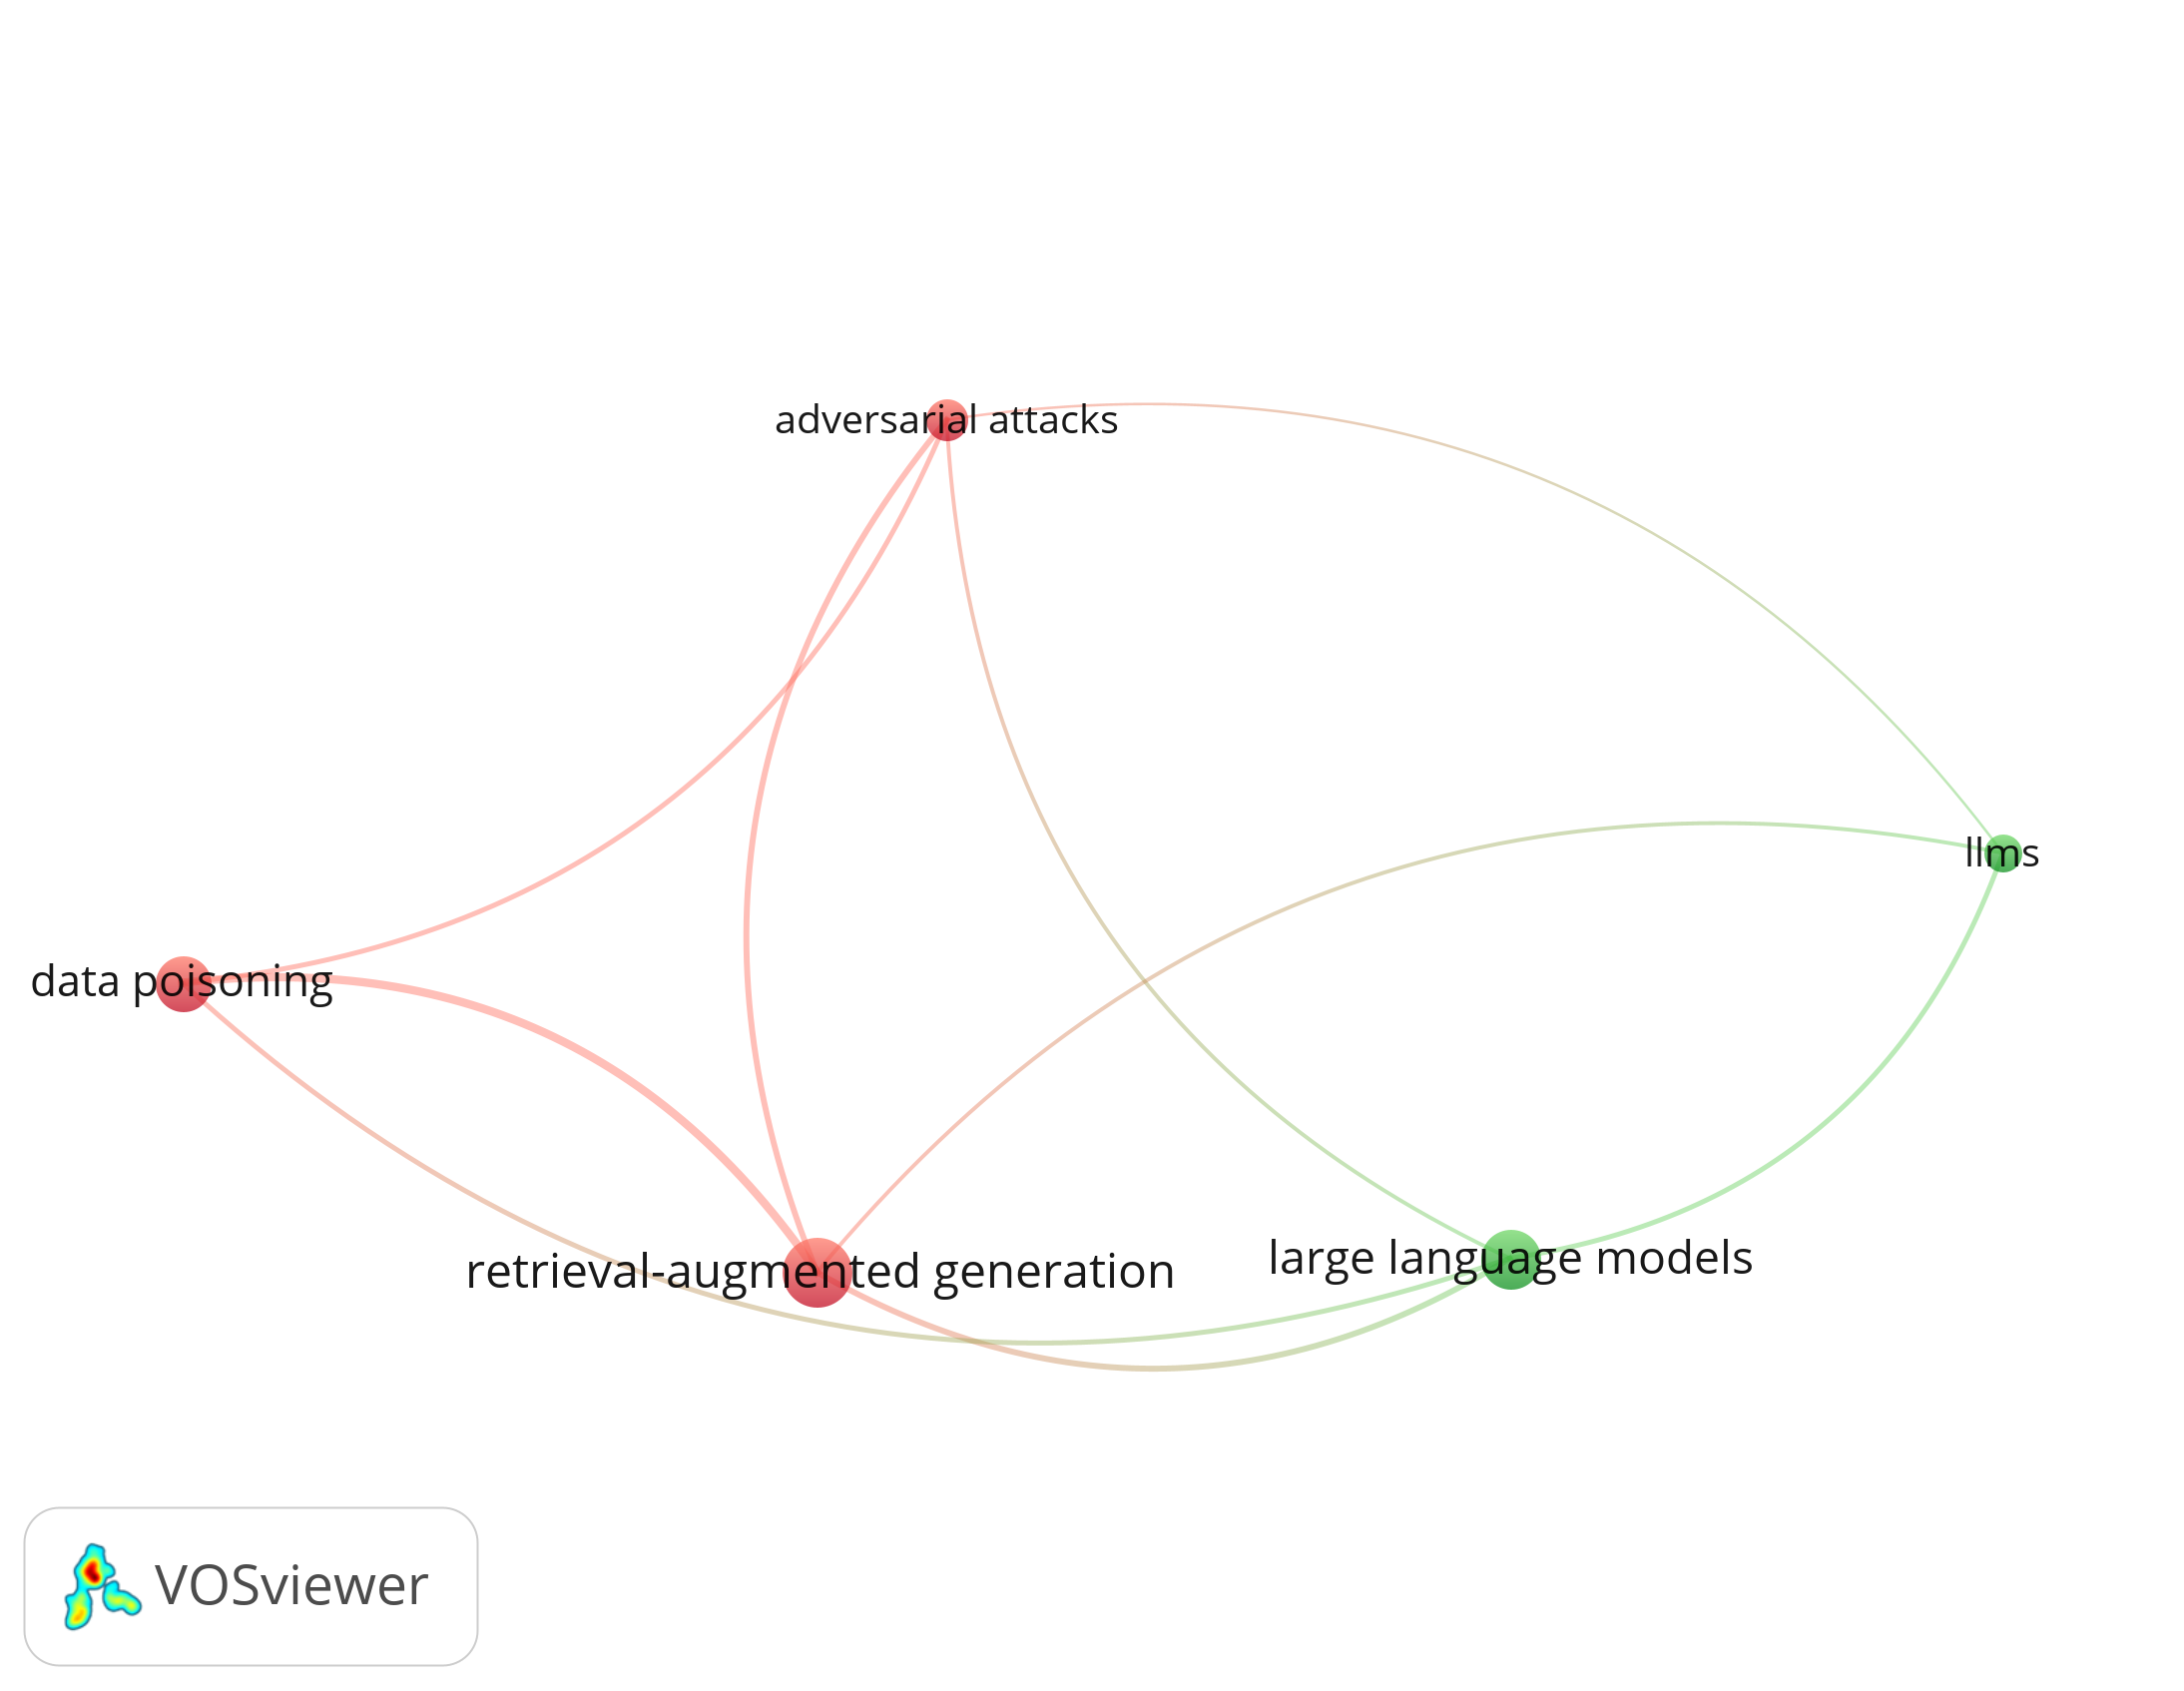 adversarial attacks
llms
data poisoning
retrieval-augmented generation
large language models
VOSviewer